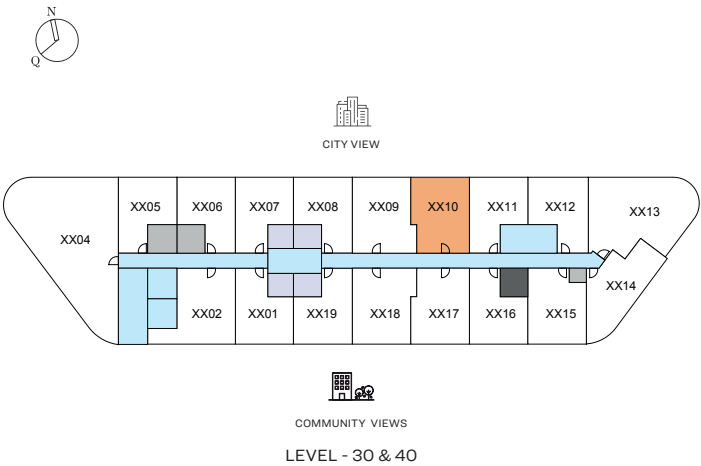 N
Q
CITY VIEW
XX05 XX06 XX07 XX08 XX09 XX10 XX11 XX12
XX04 XX13
XX14
XX02 XX01 XX19 XX18 XX17 XX16 XX15
COMMUNITY VIEWS
LEVEL - 30 & 40